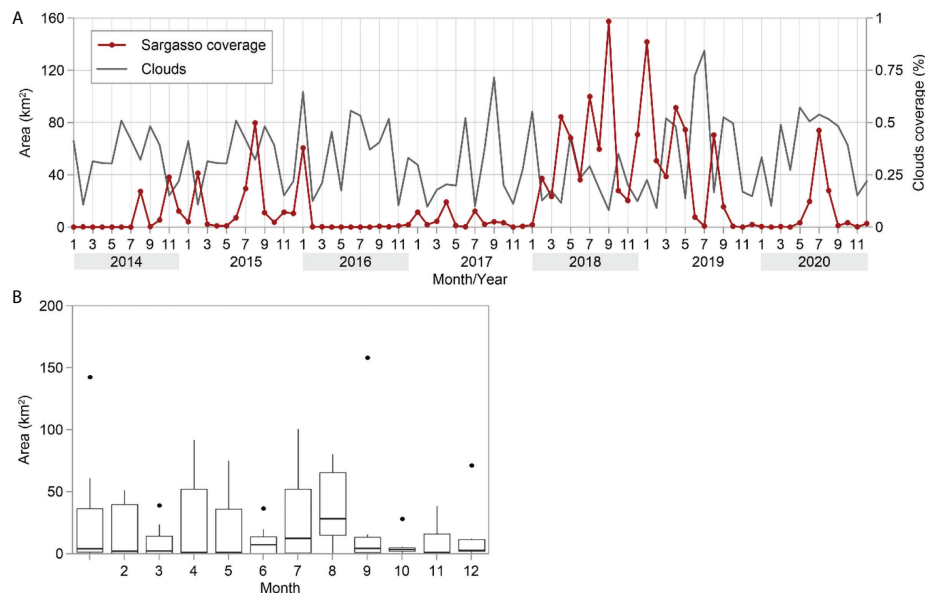 A
160
120
80
40
0
Area (km²)
Sargasso coverage
Clouds
1
0.75
0.5
0.25
0
Clouds coverage (%)
1 3 5 7 9 11 1 3 5 7 9 11 1 3 5 7 9 11 1 3 5 7 9 11 1 3 5 7 9 11 1 3 5 7 9 11 1 3 5 7 9 11
2014 2015 2016 2017 2018 2019 2020
Month/Year
B
200
150
100
50
0
Area (km²)
2 3 4 5 6 7 8 9 10 11 12
Month